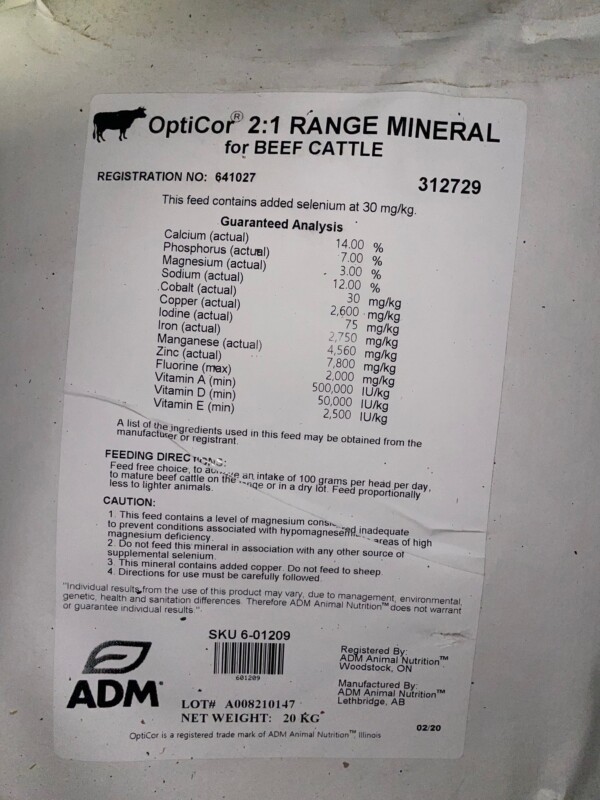 OptiCor® 2:1 RANGE MINERAL
for BEEF CATTLE
REGISTRATION NO: 641027
312729
This feed contains added selenium at 30 mg/kg.
Guaranteed Analysis
Calcium (actual) 14.00 %
Phosphorus (actual) 7.00 %
Magnesium (actual) 3.00 %
Sodium (actual) 12.00 %
Cobalt (actual) 30 mg/kg
Copper (actual) 2,600 mg/kg
Iodine (actual) 75 mg/kg
Iron (actual) 2,750 mg/kg
Manganese (actual) 4,560 mg/kg
Zinc (actual) 7,800 mg/kg
Fluorine (max) 2,000 mg/kg
Vitamin A (min) 500,000 IU/kg
Vitamin D (min) 50,000 IU/kg
Vitamin E (min) 2,500 IU/kg
A list of the ingredients used in this feed may be obtained from the
manufacturer or registrant.
FEEDING DIRECTIONS:
Feed free choice, to an intake of 100 grams per head per day,
to mature beef cattle on the range or in a dry lot. Feed proportionally
less to lighter animals.
CAUTION:
1. This feed contains a level of magnesium considered inadequate
to prevent conditions associated with areas of high
magnesium deficiency.
2. Do not feed this mineral in association with any other source of
supplemental selenium.
3. This mineral contains added copper. Do not feed to sheep.
4. Directions for use must be carefully followed.
"Individual results from the use of this product may vary, due to management, environmental,
genetic, health and sanitation differences. Therefore ADM Animal Nutrition™ does not warrant
or guarantee individual results."
SKU 6-01209
601209
ADM
LOT# A008210147
NET WEIGHT: 20 KG
Registered By:
ADM Animal Nutrition™
Woodstock, ON
Manufactured By:
ADM Animal Nutrition™
Lethbridge, AB
02/20
OptiCor is a registered trade mark of ADM Animal Nutrition™, Illinois